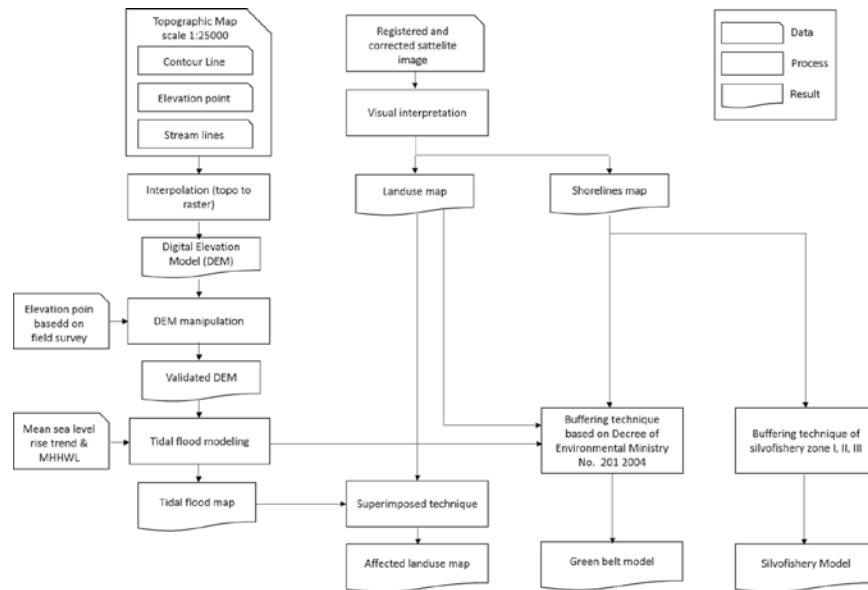 Topographic Map
scale 1:25000
Contour Line
Elevation point
Stream lines
Interpolation (topo to
raster)
Digital Elevation
Model (DEM)
Elevation poin
basedd on
field survey
DEM manipulation
Validated DEM
Mean sea level
rise trend &
MHHWL
Tidal flood modeling
Tidal flood map
Registered and
corrected sattelite
image
Visual interpretation
Landuse map
Shorelines map
Superimposed technique
Affected landuse map
Buffering technique
based on Decree of
Environmental Ministry
No. 201 2004
Green belt model
Buffering technique of
silvofishery zone I, II, III
Silvofishery Model
Data
Process
Result